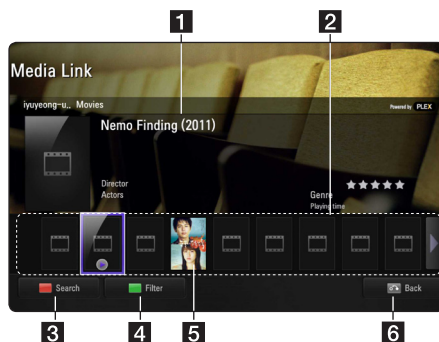 1 2
Media Link
iyuyeong-u.. Movies
Powered by PLEX
Nemo Finding (2011)
Director
Actors
Genre
Playing time
Search
Filter
Back
3 4 5 6